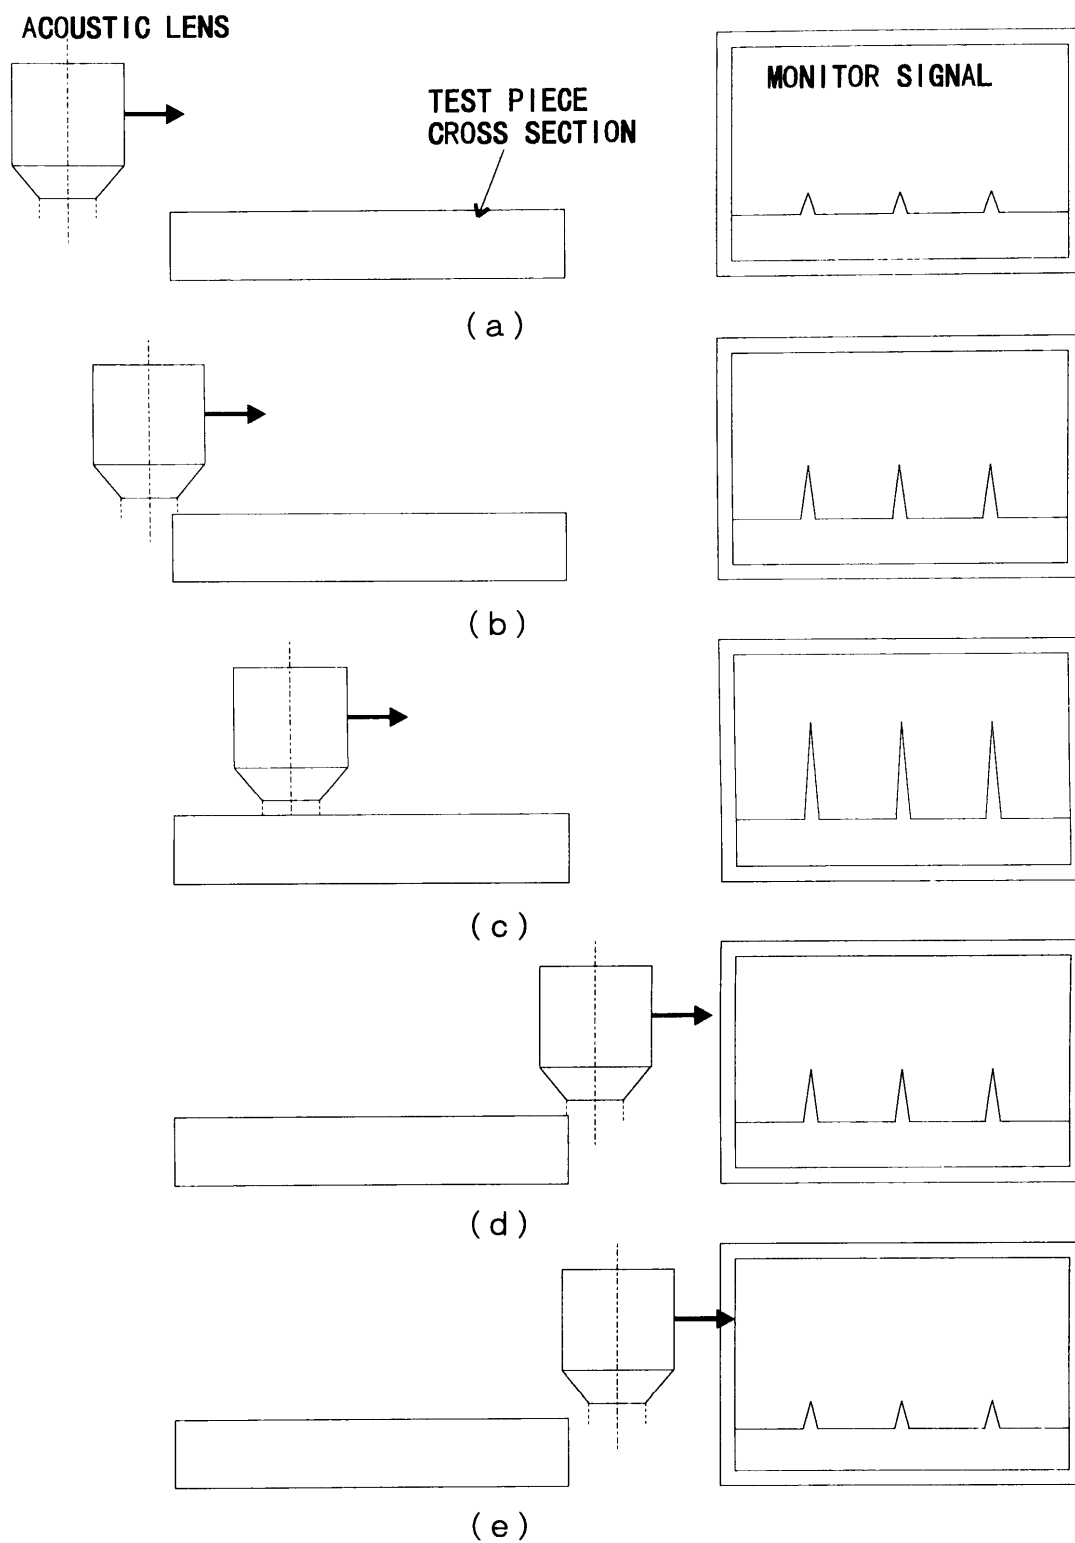 ACOUSTIC LENS
MONITOR SIGNAL
TEST PIECE
CROSS SECTION
(a)
(b)
(c)
(d)
(e)